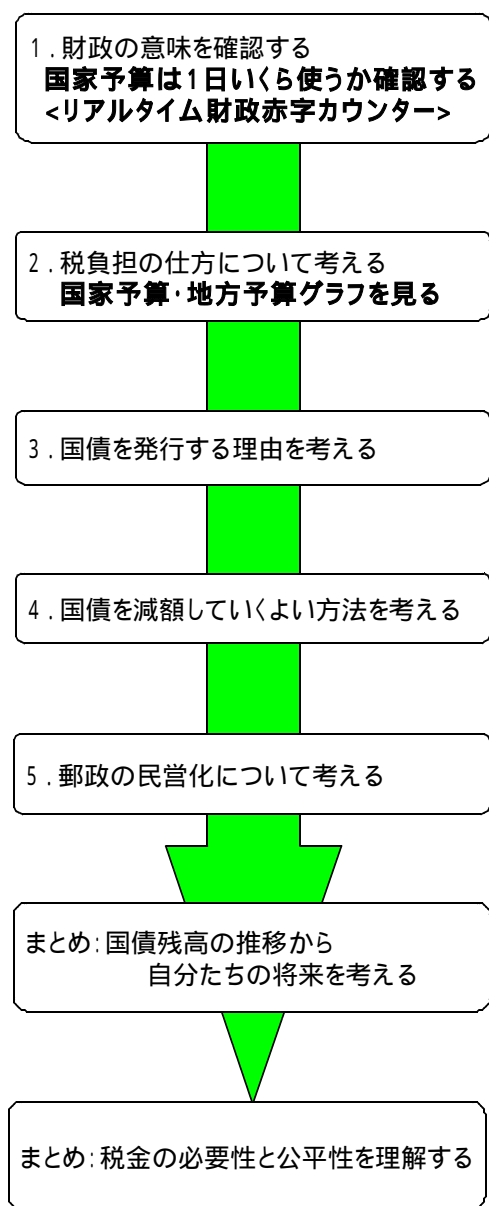 １．財政の意味を確認する
国家予算は1日いくら使うか確認する
<リアルタイム財政赤字カウンター>
２．税負担の仕方について考える
国家予算・地方予算グラフを見る
３．国債を発行する理由を考える
４．国債を減額していくよい方法を考える
５．郵政の民営化について考える
まとめ：国債残高の推移から
自分たちの将来を考える
まとめ：税金の必要性と公平性を理解する